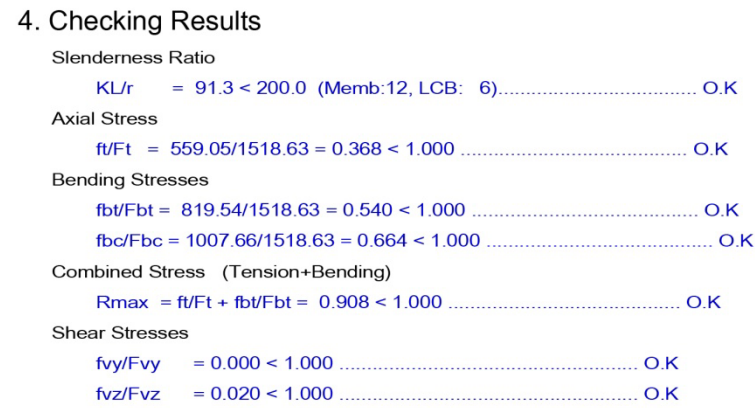 4. Checking Results
Slenderness Ratio
KL/r = 91.3 < 200.0 (Memb:12, LCB: 6)................................... O.K
Axial Stress
ft/Ft = 559.05/1518.63 = 0.368 < 1.000 ........................................ O.K
Bending Stresses
fbt/Fbt = 819.54/1518.63 = 0.540 < 1.000 ........................................ O.K
fbc/Fbc = 1007.66/1518.63 = 0.664 < 1.000 ........................................ O.K
Combined Stress (Tension+Bending)
Rmax = ft/Ft + fbt/Fbt = 0.908 < 1.000 ......................................... O.K
Shear Stresses
fvy/Fvy = 0.000 < 1.000 ..................................................... O.K
fvz/Fvz = 0.020 < 1.000 ..................................................... O.K